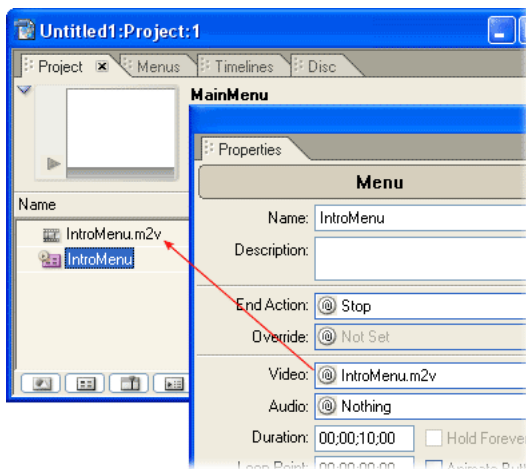 Untitled1:Project:1
Project Menus Timelines Disc
MainMenu
Properties
Menu
Name
Name: IntroMenu
IntroMenu.m2v
Description:
IntroMenu
End Action: Stop
Override: Not Set
Video: IntroMenu.m2v
Audio: Nothing
Duration: 00;00;10;00 Hold Foreve